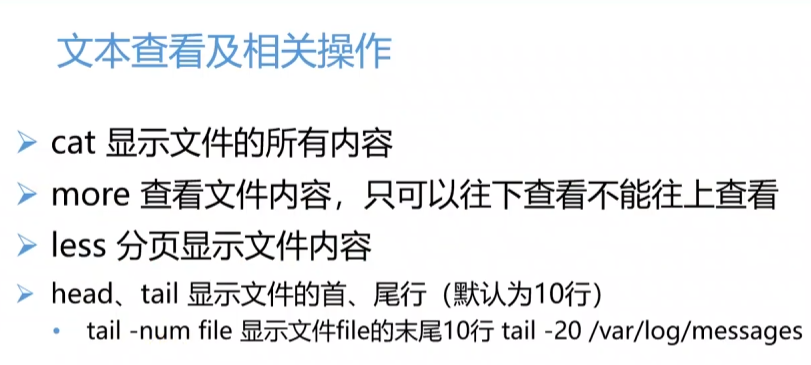 文本查看及相关操作
➢ cat 显示文件的所有内容
➢ more 查看文件内容，只可以往下查看不能往上查看
➢ less 分页显示文件内容
➢ head、tail 显示文件的首、尾行（默认为10行）
• tail -num file 显示文件file的末尾10行 tail -20 /var/log/messages